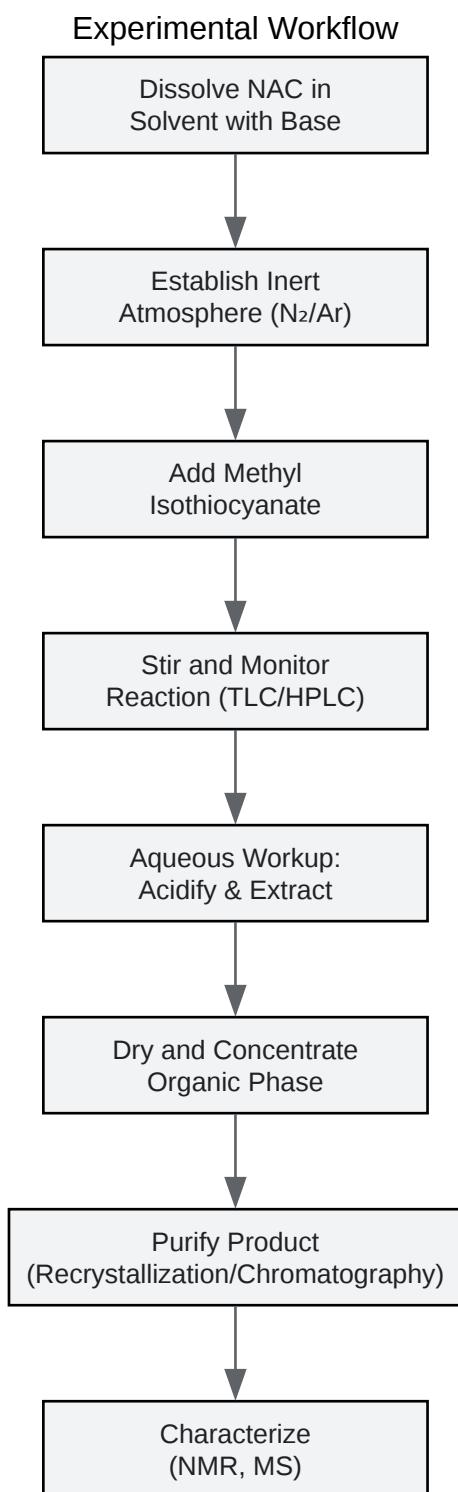 Experimental Workflow
Dissolve NAC in
Solvent with Base
Establish Inert
Atmosphere (N₂/Ar)
Add Methyl
Isothiocyanate
Stir and Monitor
Reaction (TLC/HPLC)
Aqueous Workup:
Acidify & Extract
Dry and Concentrate
Organic Phase
Purify Product
(Recrystallization/Chromatography)
Characterize
(NMR, MS)